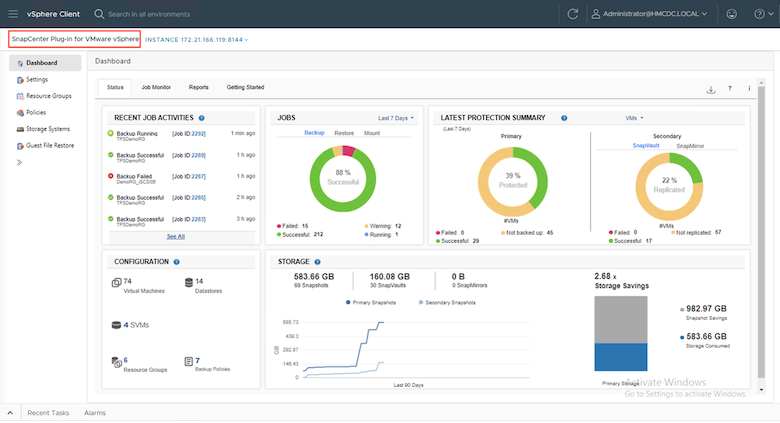 vSphere Client
Search in all environments
Administrator@HMCDC.LOCAL
SnapCenter Plug-in for VMware vSphere
INSTANCE 172.21.166.119:8144
Dashboard
Settings
Resource Groups
Policies
Storage Systems
Guest File Restore
Dashboard
Status
Job Monitor
Reports
Getting Started
RECENT JOB ACTIVITIES
Backup Running [Job ID:2292] 1 min ago
TPSDemoRG
Backup Successful [Job ID:2289] 1 h ago
TPSDemoRG
Backup Failed [Job ID:2287] 1 h ago
DemoRG_iSCSI06
Backup Successful [Job ID:2285] 2 h ago
TPSDemoRG
Backup Successful [Job ID:2283] 3 h ago
TPSDemoRG
See All
JOBS
Last 7 Days
Backup
Restore
Mount
88 %
Successful
Failed: 15
Warning: 12
Successful: 212
Running: 1
LATEST PROTECTION SUMMARY
VMs
(Last 7 Days)
Primary
39 %
Protected
#VMs
Failed: 0
Not backed up: 45
Successful: 29
Secondary
SnapVault
SnapMirror
22 %
Replicated
#VMs
Failed: 0
Not replicated: 57
Successful: 17
CONFIGURATION
74
Virtual Machines
14
Datastores
4 SVMs
6
Resource Groups
7
Backup Policies
STORAGE
583.66 GB
69 Snapshots
160.08 GB
30 SnapVaults
0 B
0 SnapMirrors
Primary Snapshots
Secondary Snapshots
GB
439.3
292.87
146.43
0
Last 90 Days
2.68 x
Storage Savings
982.97 GB
Snapshot Savings
583.66 GB
Storage Consumed
Primary Storage
Activate Windows
Go to Settings to activate Windows.
Recent Tasks
Alarms